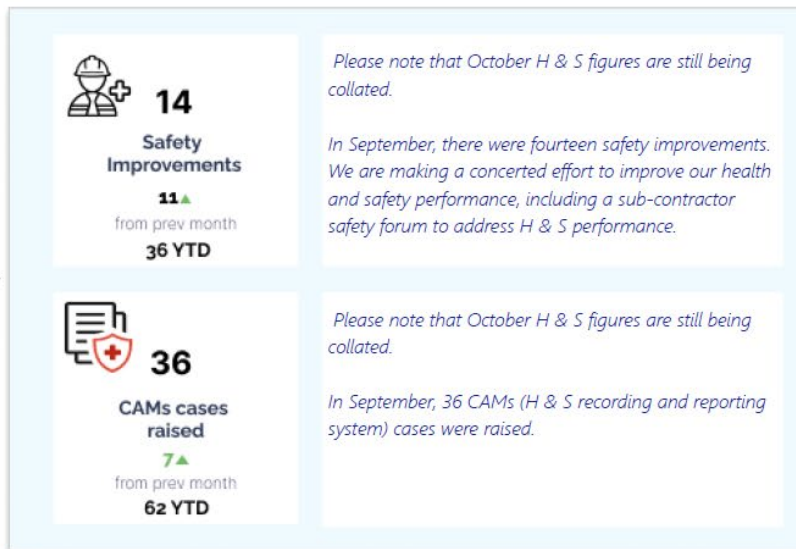 14
Safety
Improvements
11▲
from prev month
36 YTD
Please note that October H & S figures are still being
collated.
In September, there were fourteen safety improvements.
We are making a concerted effort to improve our health
and safety performance, including a sub-contractor
safety forum to address H & S performance.
36
CAMs cases
raised
7▲
from prev month
62 YTD
Please note that October H & S figures are still being
collated.
In September, 36 CAMs (H & S recording and reporting
system) cases were raised.